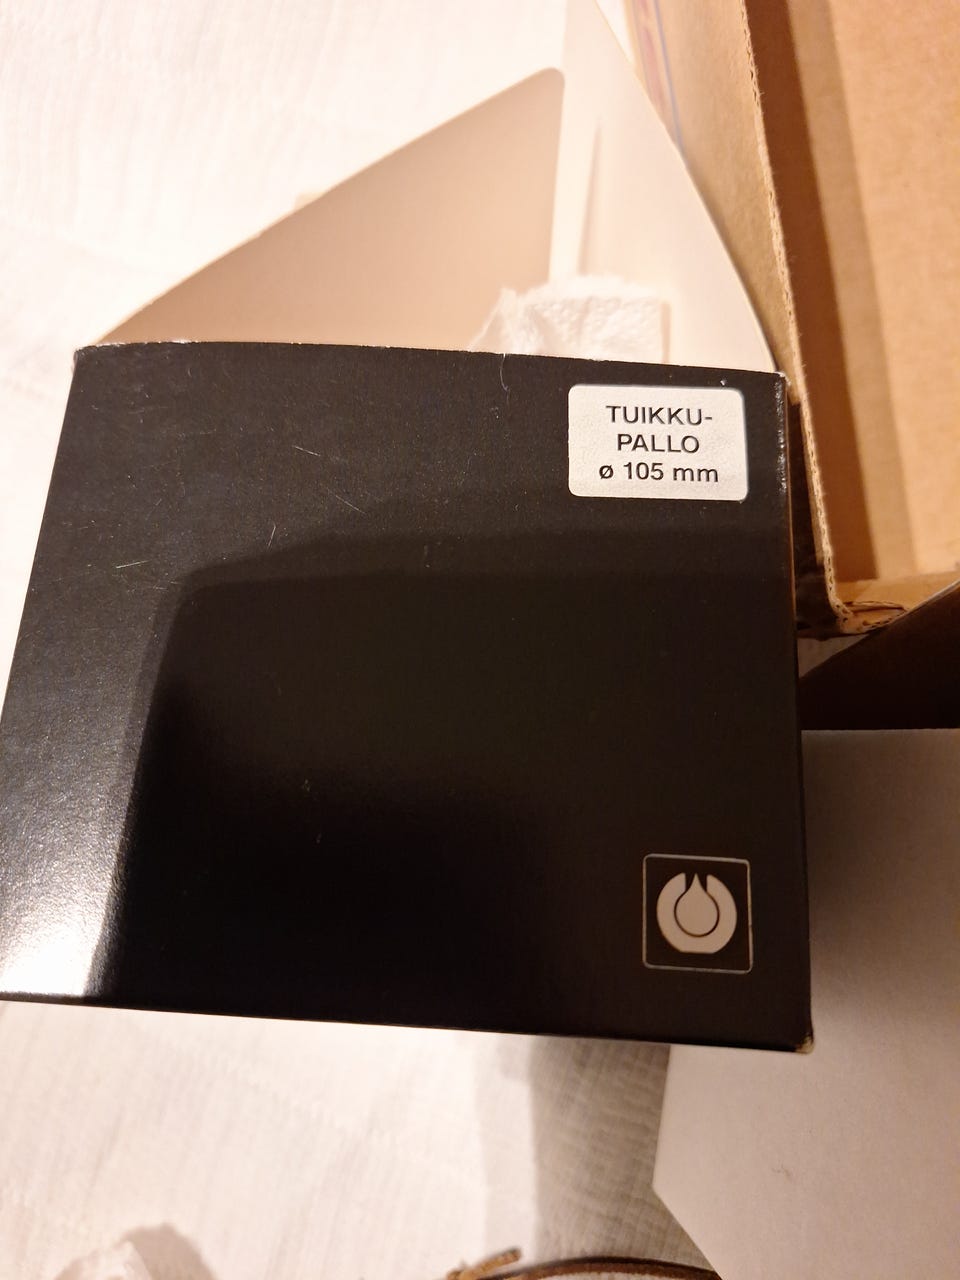 TUIKKU-
PALLO
ø 105 mm